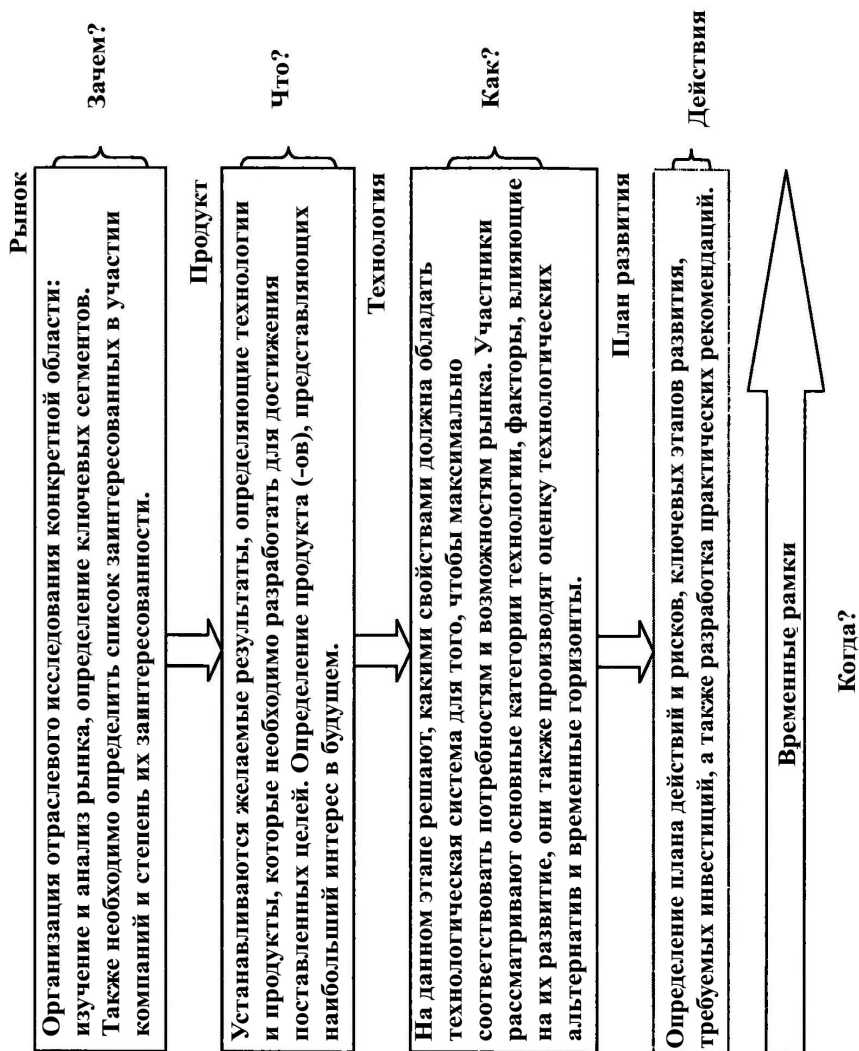 Рынок
Организация отраслевого исследования конкретной области:
изучение и анализ рынка, определение ключевых сегментов.
Также необходимо определить список заинтересованных в участии
компаний и степень их заинтересованности.
Зачем?
Продукт
Устанавливаются желаемые результаты, определяющие технологии
и продукты, которые необходимо разработать для достижения
поставленных целей. Определение продукта (-ов), представляющих
наибольший интерес в будущем.
Что?
Технология
На данном этапе решают, какими свойствами должна обладать
технологическая система для того, чтобы максимально
соответствовать потребностям и возможностям рынка. Участники
рассматривают основные категории технологии, факторы, влияющие
на их развитие, они также производят оценку технологических
альтернатив и временные горизонты.
Как?
План развития
Определение плана действий и рисков, ключевых этапов развития,
требуемых инвестиций, а также разработка практических рекомендаций.
Действия
Временные рамки
Когда?